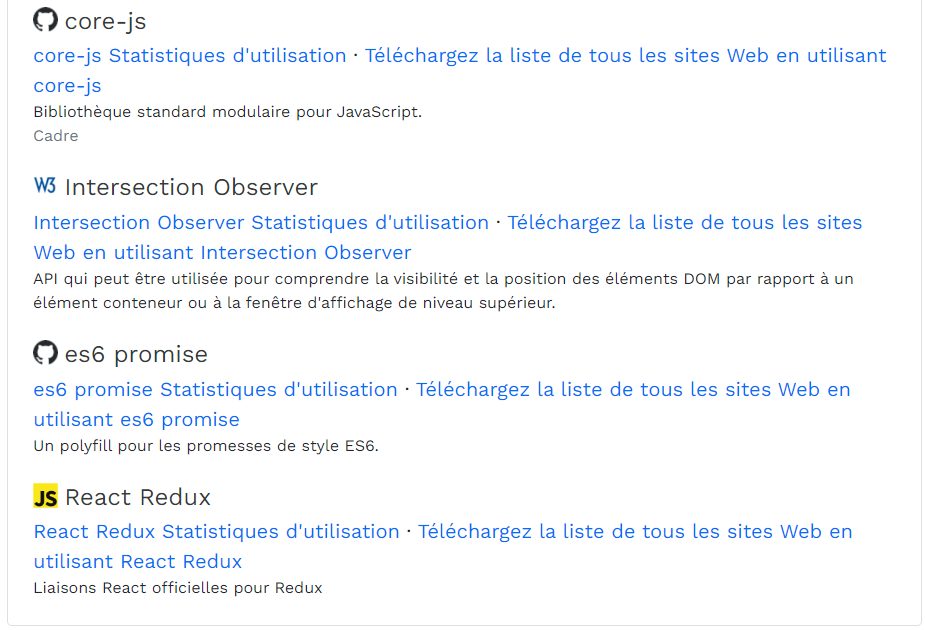 core-js
core-js Statistiques d'utilisation · Téléchargez la liste de tous les sites Web en utilisant
core-js
Bibliothèque standard modulaire pour JavaScript.
Cadre
W3 Intersection Observer
Intersection Observer Statistiques d'utilisation · Téléchargez la liste de tous les sites
Web en utilisant Intersection Observer
API qui peut être utilisée pour comprendre la visibilité et la position des éléments DOM par rapport à un
élément conteneur ou à la fenêtre d'affichage de niveau supérieur.
es6 promise
es6 promise Statistiques d'utilisation · Téléchargez la liste de tous les sites Web en
utilisant es6 promise
Un polyfill pour les promesses de style ES6.
JS React Redux
React Redux Statistiques d'utilisation · Téléchargez la liste de tous les sites Web en
utilisant React Redux
Liaisons React officielles pour Redux